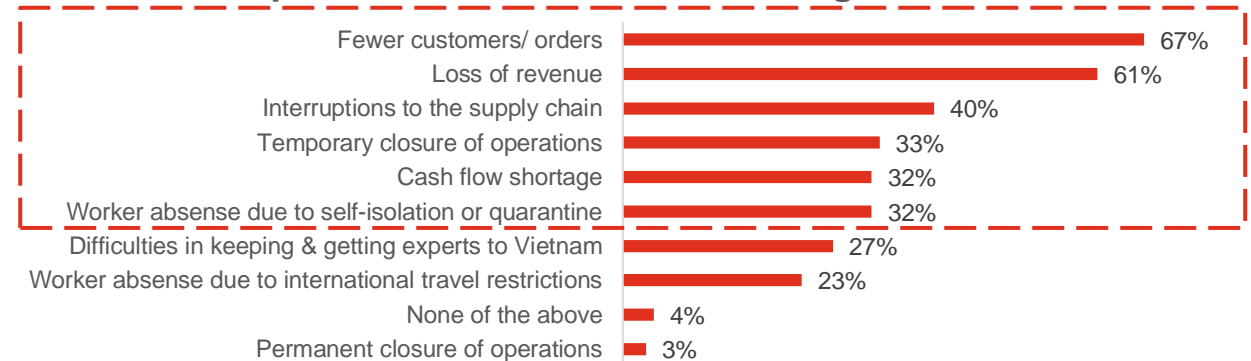 Fewer customers/ orders 67%
Loss of revenue 61%
Interruptions to the supply chain 40%
Temporary closure of operations 33%
Cash flow shortage 32%
Worker absense due to self-isolation or quarantine 32%
Difficulties in keeping & getting experts to Vietnam 27%
Worker absense due to international travel restrictions 23%
None of the above 4%
Permanent closure of operations 3%